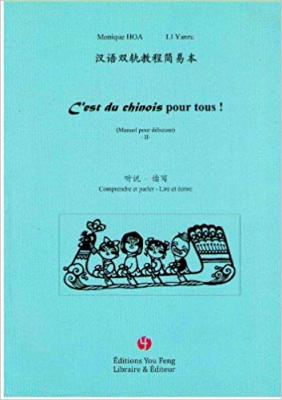 Monique HOA LI Yanru
汉语双轨教程简易本
C'est du chinois pour tous !
(Manuel pour débutant)
- II-
听说 - 读写
Comprendre et parler - Lire et écrire
Éditions You Feng
Libraire & Éditeur